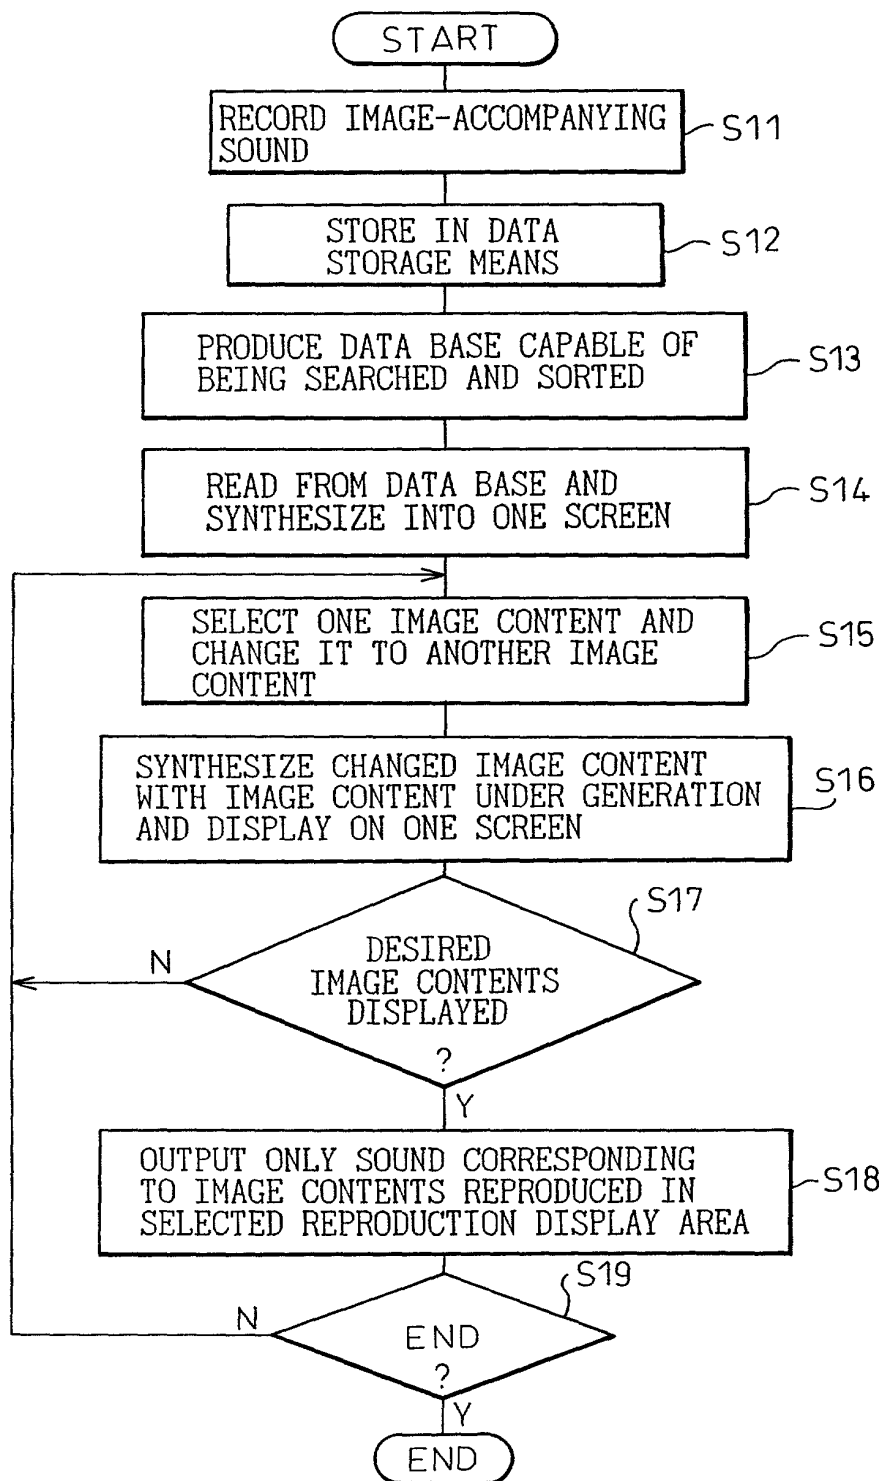 START
RECORD IMAGE-ACCOMPANYING
SOUND
S11
STORE IN DATA
STORAGE MEANS
S12
PRODUCE DATA BASE CAPABLE OF
BEING SEARCHED AND SORTED
S13
READ FROM DATA BASE AND
SYNTHESIZE INTO ONE SCREEN
S14
SELECT ONE IMAGE CONTENT AND
CHANGE IT TO ANOTHER IMAGE
CONTENT
S15
SYNTHESIZE CHANGED IMAGE CONTENT
WITH IMAGE CONTENT UNDER GENERATION
AND DISPLAY ON ONE SCREEN
S16
S17
N
DESIRED
IMAGE CONTENTS
DISPLAYED
?
Y
OUTPUT ONLY SOUND CORRESPONDING
TO IMAGE CONTENTS REPRODUCED IN
SELECTED REPRODUCTION DISPLAY AREA
S18
S19
N
END
?
Y
END